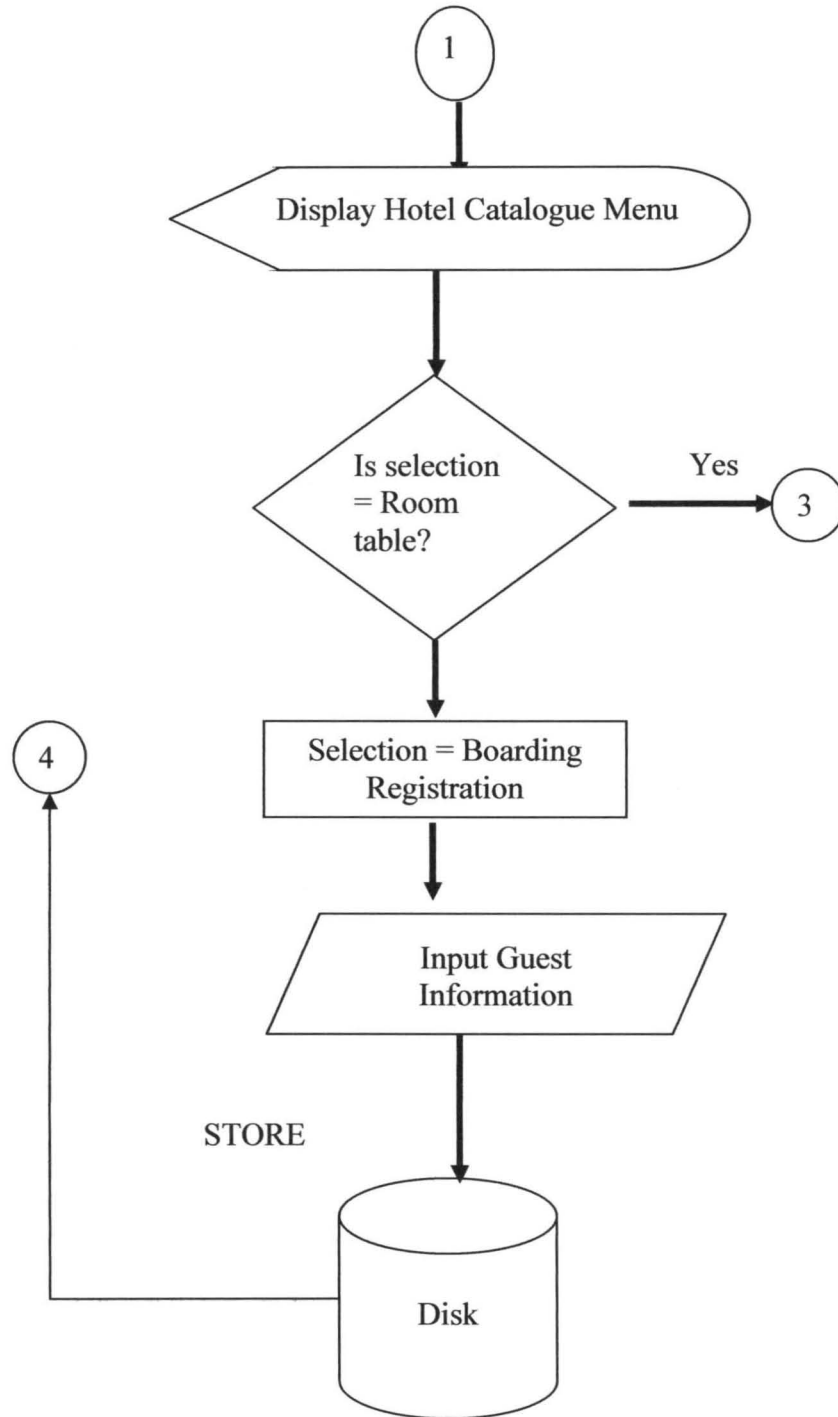 1
Display Hotel Catalogue Menu
Is selection
= Room
table?
Yes
3
Selection = Boarding
Registration
4
Input Guest
Information
STORE
Disk